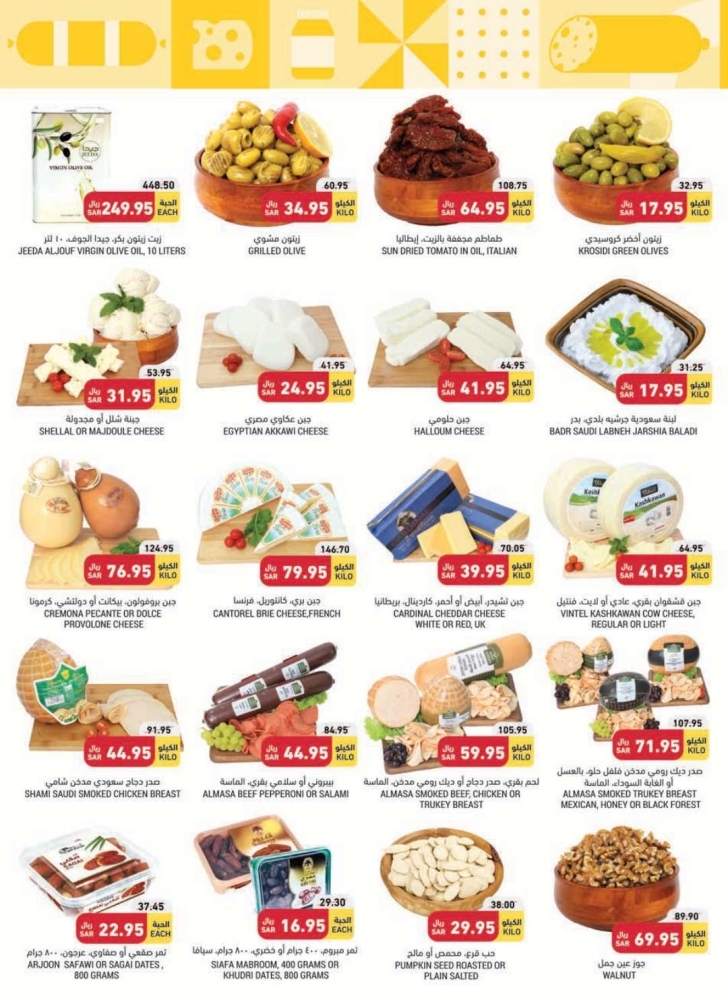 جيدا
JEEDA
VIRGIN OLIVE OIL
448.50
ريال SAR 249.95 الحبة EACH
زيت زيتون بكر، جيدا الجوف، ١٠ لتر
JEEDA ALJOUF VIRGIN OLIVE OIL, 10 LITERS
60.95
ريال SAR 34.95 الكيلو KILO
زيتون مشوي
GRILLED OLIVE
108.75
ريال SAR 64.95 الكيلو KILO
طماطم مجففة بالزيت، إيطاليا
SUN DRIED TOMATO IN OIL, ITALIAN
32.95
ريال SAR 17.95 الكيلو KILO
زيتون أخضر كروسيدي
KROSIDI GREEN OLIVES
53.95
ريال SAR 31.95 الكيلو KILO
جبنة شلل أو مجدولة
SHELLAL OR MAJDOULE CHEESE
41.95
ريال SAR 24.95 الكيلو KILO
جبن عكاوي مصري
EGYPTIAN AKKAWI CHEESE
64.95
ريال SAR 41.95 الكيلو KILO
جبن حلومي
HALLOUM CHEESE
31.25
ريال SAR 17.95 الكيلو KILO
لبنة سعودية جرشيه بلدي، بدر
BADR SAUDI LABNEH JARSHIA BALADI
124.95
ريال SAR 76.95 الكيلو KILO
جبن بروفولون، بيكانت أو دولتشي، كرمونا
CREMONA PECANTE OR DOLCE
PROVOLONE CHEESE
146.70
ريال SAR 79.95 الكيلو KILO
جبن بري، كانتوريل، فرنسا
CANTOREL BRIE CHEESE,FRENCH
70.05
ريال SAR 39.95 الكيلو KILO
جبن تشيدر، أبيض أو أحمر، كاردينال، بريطانيا
CARDINAL CHEDDAR CHEESE
WHITE OR RED, UK
Kashkawan
Kashkawan
64.95
ريال SAR 41.95 الكيلو KILO
جبن قشقوان بقري، عادي أو لايت، فنتيل
VINTEL KASHKAWAN COW CHEESE,
REGULAR OR LIGHT
91.95
ريال SAR 44.95 الكيلو KILO
صدر دجاج سعودي مدخن شامي
SHAMI SAUDI SMOKED CHICKEN BREAST
84.95
ريال SAR 44.95 الكيلو KILO
بيبروني أو سلامي بقري، الماسة
ALMASA BEEF PEPPERONI OR SALAMI
105.95
ريال SAR 59.95 الكيلو KILO
لحم بقري، صدر دجاج أو ديك رومي مدخن، الماسة
ALMASA SMOKED BEEF, CHICKEN OR
TRUKEY BREAST
107.95
ريال SAR 71.95 الكيلو KILO
صدر ديك رومي مدخن فلفل حلو، بالعسل
أو الغابة السوداء، الماسة
ALMASA SMOKED TRUKEY BREAST
MEXICAN, HONEY OR BLACK FOREST
صقعي
SAGAI
37.45
ريال SAR 22.95 الحبة EACH
تمر صقعي أو صفاوي، عرجون، ٨٠٠ جرام
ARJOON SAFAWI OR SAGAI DATES ,
800 GRAMS
29.30
ريال SAR 16.95 الحبة EACH
تمر مبروم، ٤٠٠ جرام أو خضري، ٨٠٠ جرام، سيافا
SIAFA MABROOM, 400 GRAMS OR
KHUDRI DATES, 800 GRAMS
38.00
ريال SAR 29.95 الكيلو KILO
حب قرع، محمص أو مالح
PUMPKIN SEED ROASTED OR
PLAIN SALTED
89.90
ريال SAR 69.95 الكيلو KILO
جوز عين جمل
WALNUT